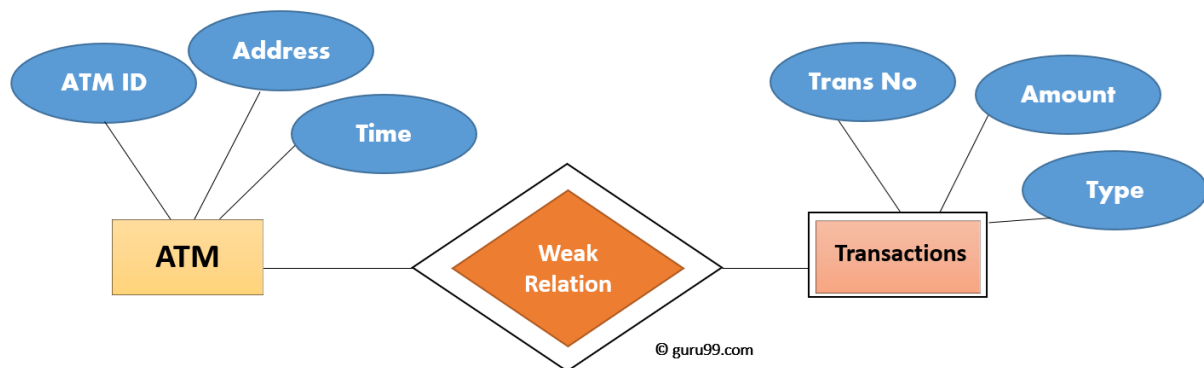 ATM ID
Address
Time
ATM
Weak
Relation
Trans No
Amount
Type
Transactions
© guru99.com